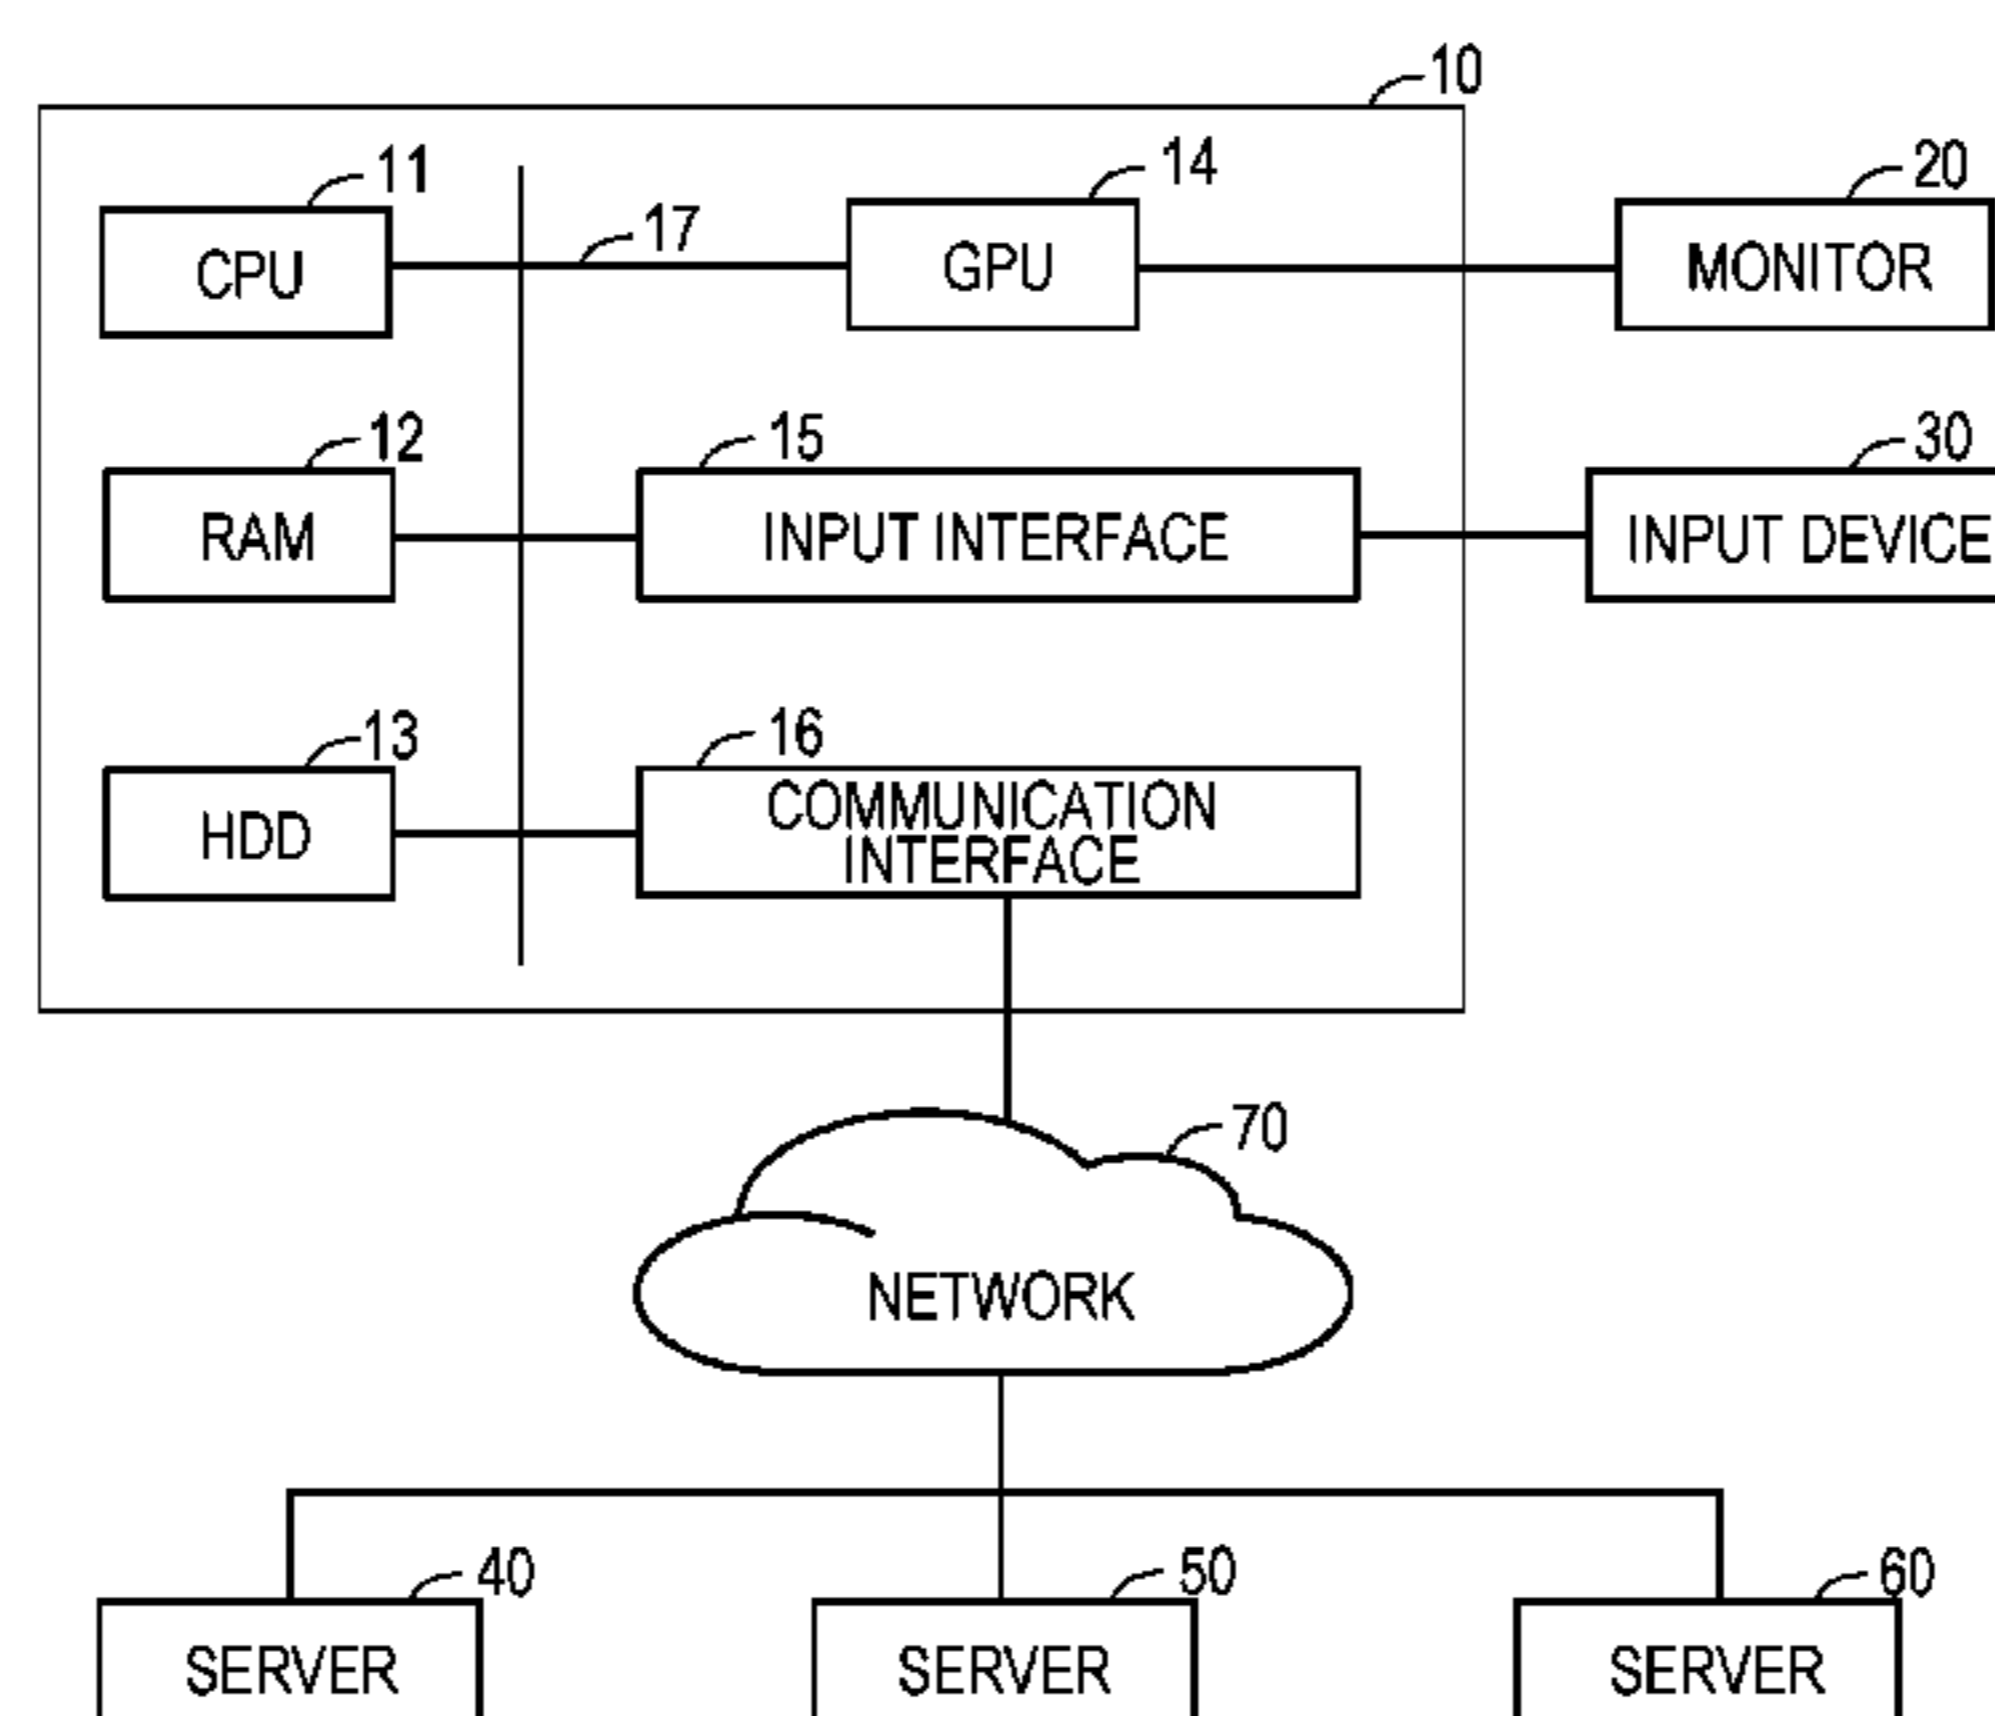 10
11
17
14
20
CPU
GPU
MONITOR
12
15
30
RAM
INPUT INTERFACE
INPUT DEVICE
13
16
HDD
COMMUNICATION
INTERFACE
70
NETWORK
40
50
60
SERVER
SERVER
SERVER